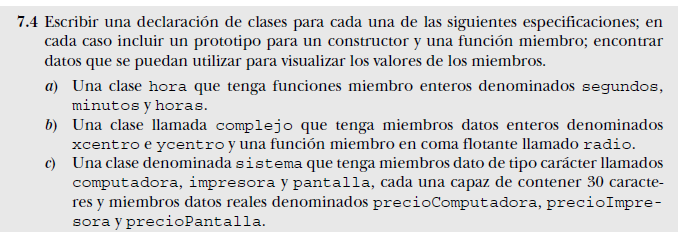 7.4 Escribir una declaración de clases para cada una de las siguientes especificaciones; en
cada caso incluir un prototipo para un constructor y una función miembro; encontrar
datos que se puedan utilizar para visualizar los valores de los miembros.
a) Una clase hora que tenga funciones miembro enteros denominados segundos,
minutos y horas.
b) Una clase llamada complejo que tenga miembros datos enteros denominados
xcentro e ycentro y una función miembro en coma flotante llamado radio.
c) Una clase denominada sistema que tenga miembros dato de tipo carácter llamados
computadora, impresora y pantalla, cada una capaz de contener 30 caracte-
res y miembros datos reales denominados precioComputadora, precioImpre-
sora y precioPantalla.